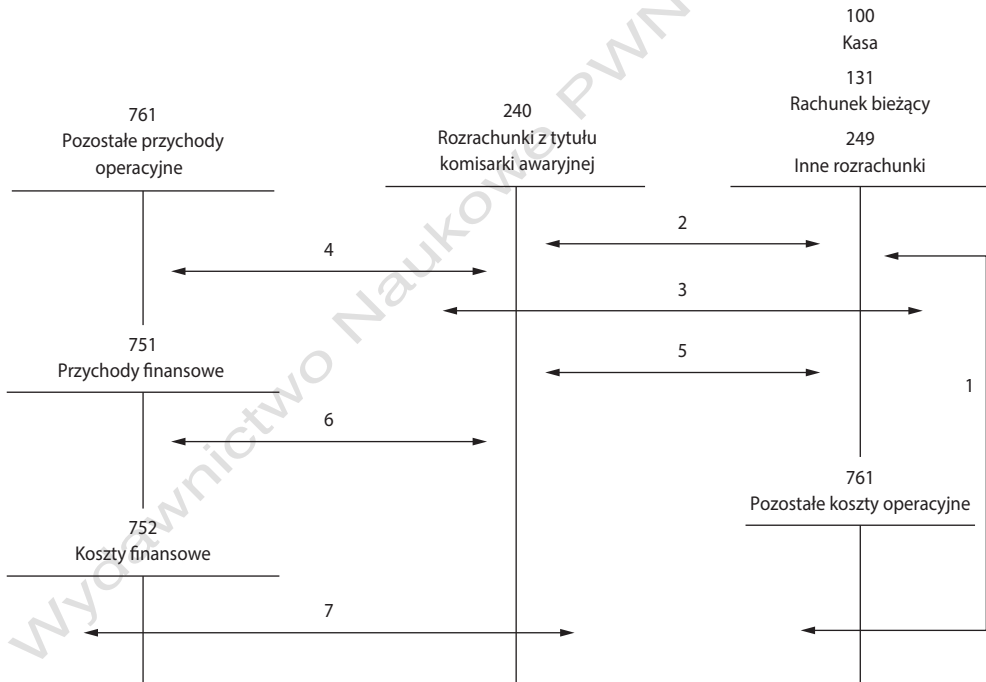 100
Kasa
131
Rachunek bieżący
249
Inne rozrachunki
761
Pozostałe przychody
operacyjne
240
Rozrachunki z tytułu
komisarki awaryjnej
2
4
3
751
Przychody finansowe
5
1
6
761
Pozostałe koszty operacyjne
752
Koszty finansowe
7
Wydawnictwo Naukowe PWN